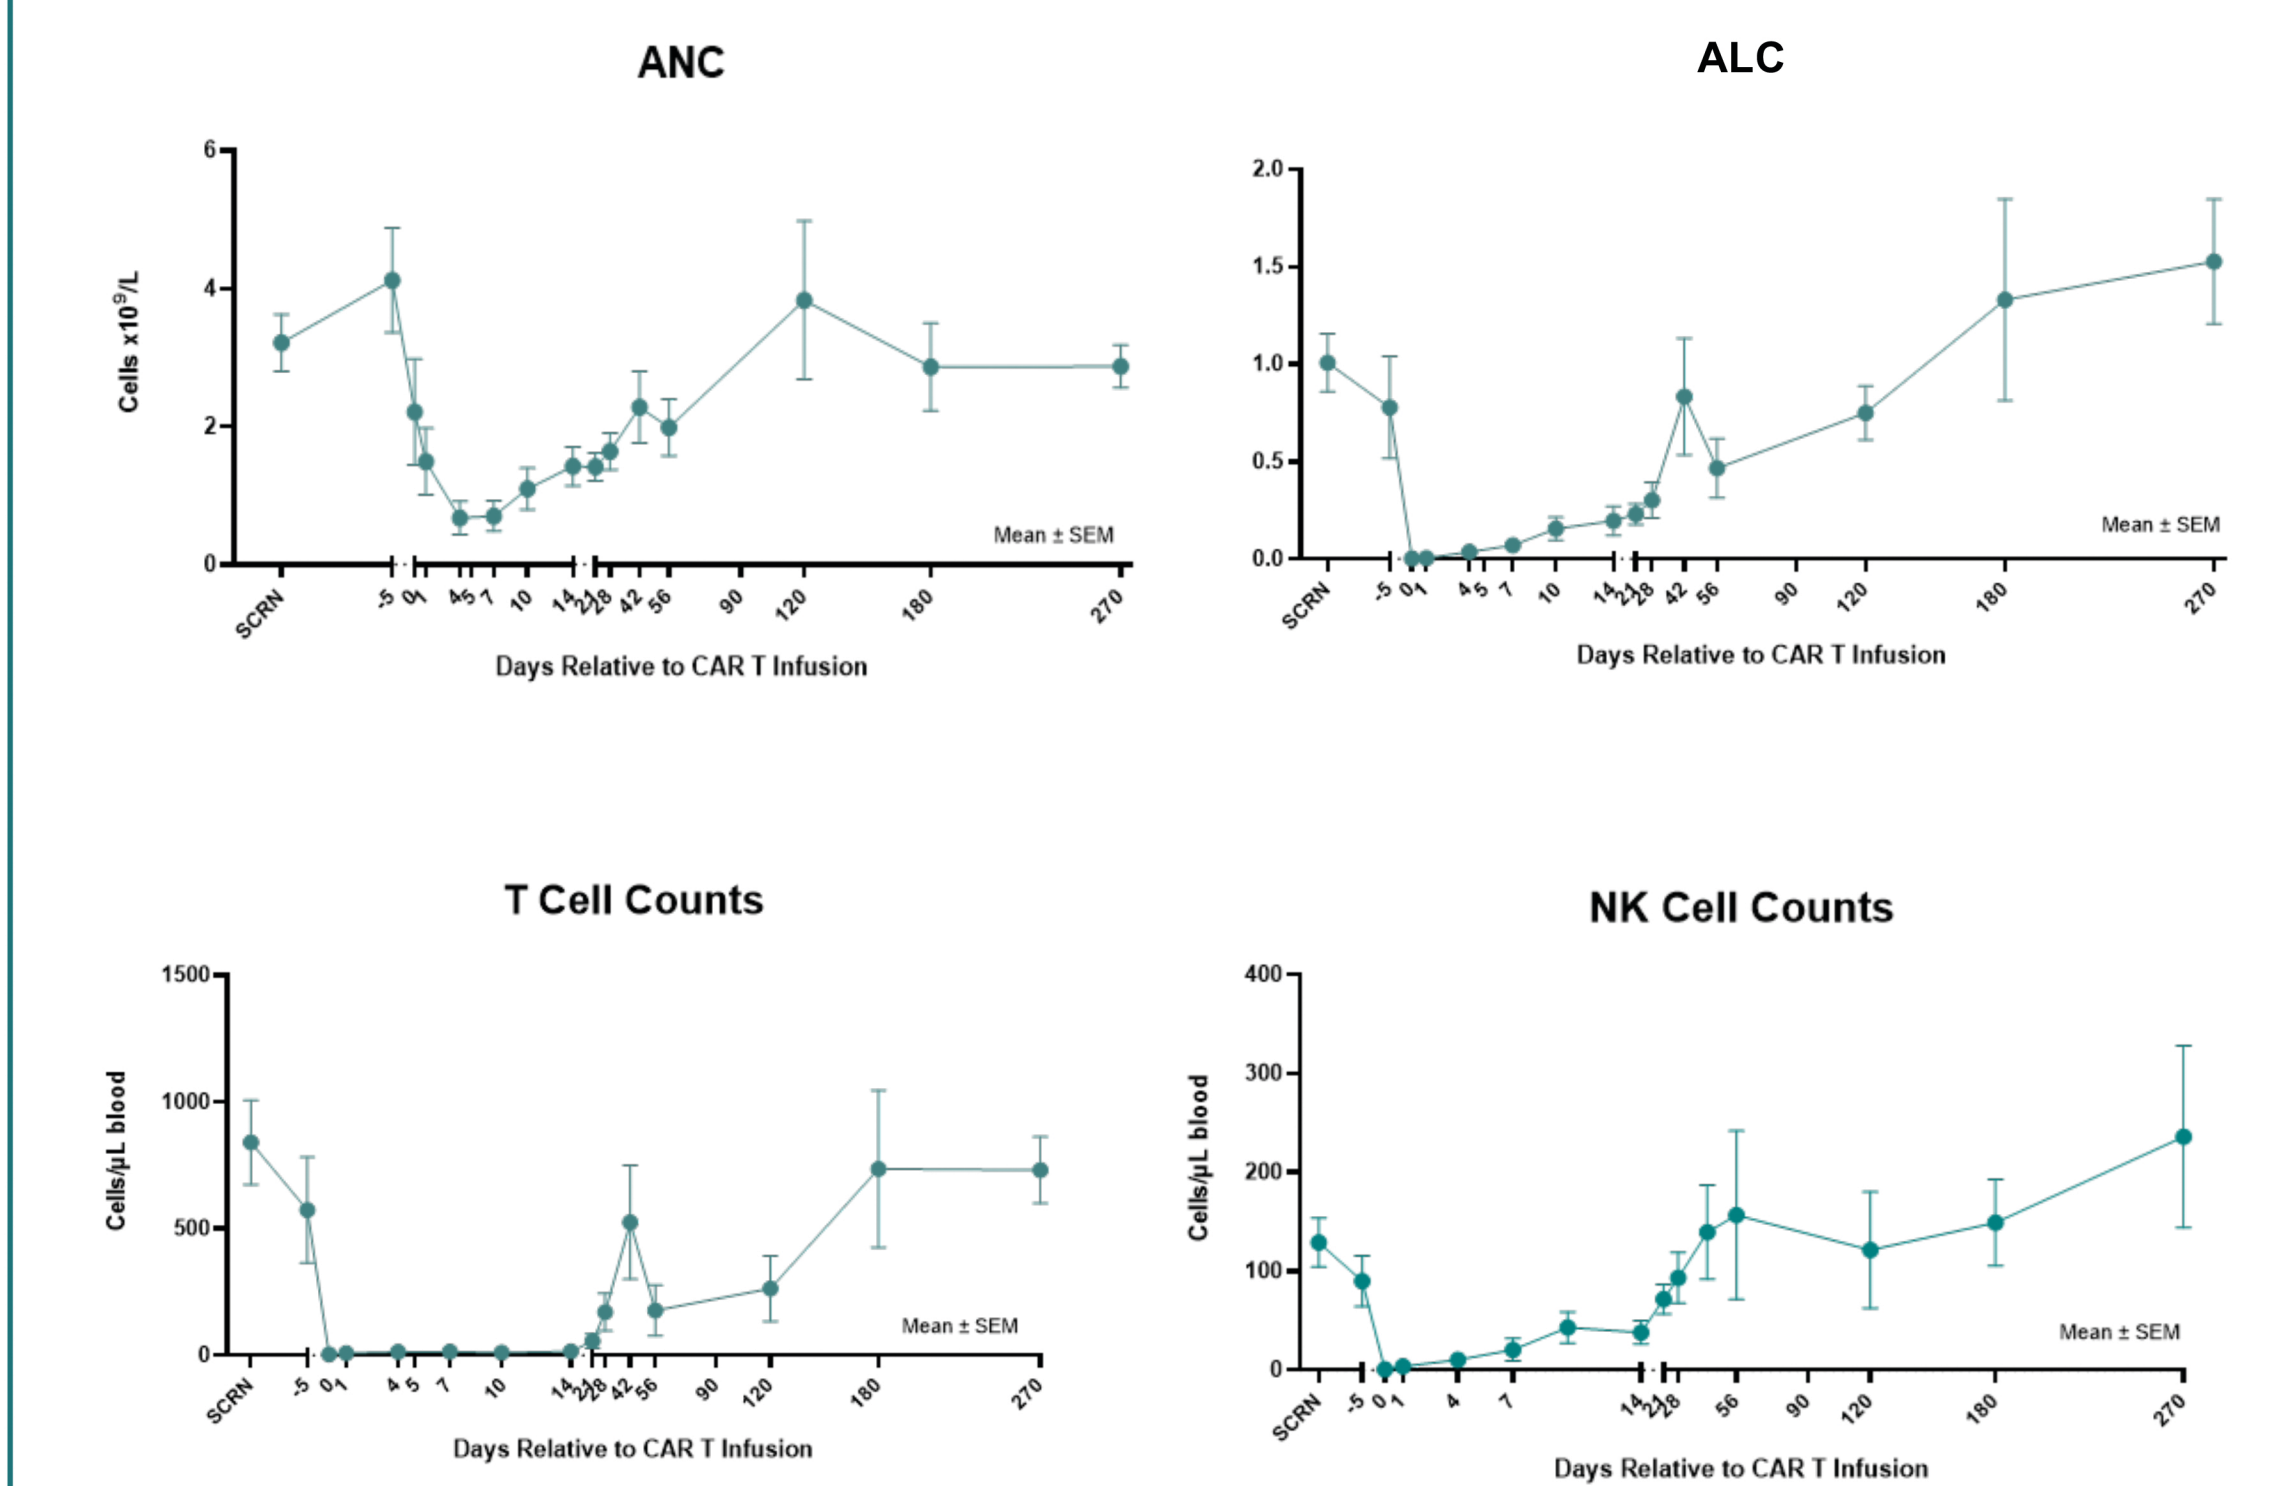 ANC
6
4
2
0
Cells x10⁹/L
Mean ± SEM
SCRN -5 0 1 4 5 7 10 14 21 28 42 56 90 120 180 270
Days Relative to CAR T Infusion
ALC
2.0
1.5
1.0
0.5
0.0
Mean ± SEM
SCRN -5 0 1 4 5 7 10 14 21 28 42 56 90 120 180 270
Days Relative to CAR T Infusion
T Cell Counts
1500
1000
500
0
Cells/µL blood
Mean ± SEM
SCRN -5 0 1 4 5 7 10 14 21 28 42 56 90 120 180 270
Days Relative to CAR T Infusion
NK Cell Counts
400
300
200
100
0
Cells/µL blood
Mean ± SEM
SCRN -5 0 1 4 7 14 21 28 56 90 120 180 270
Days Relative to CAR T Infusion